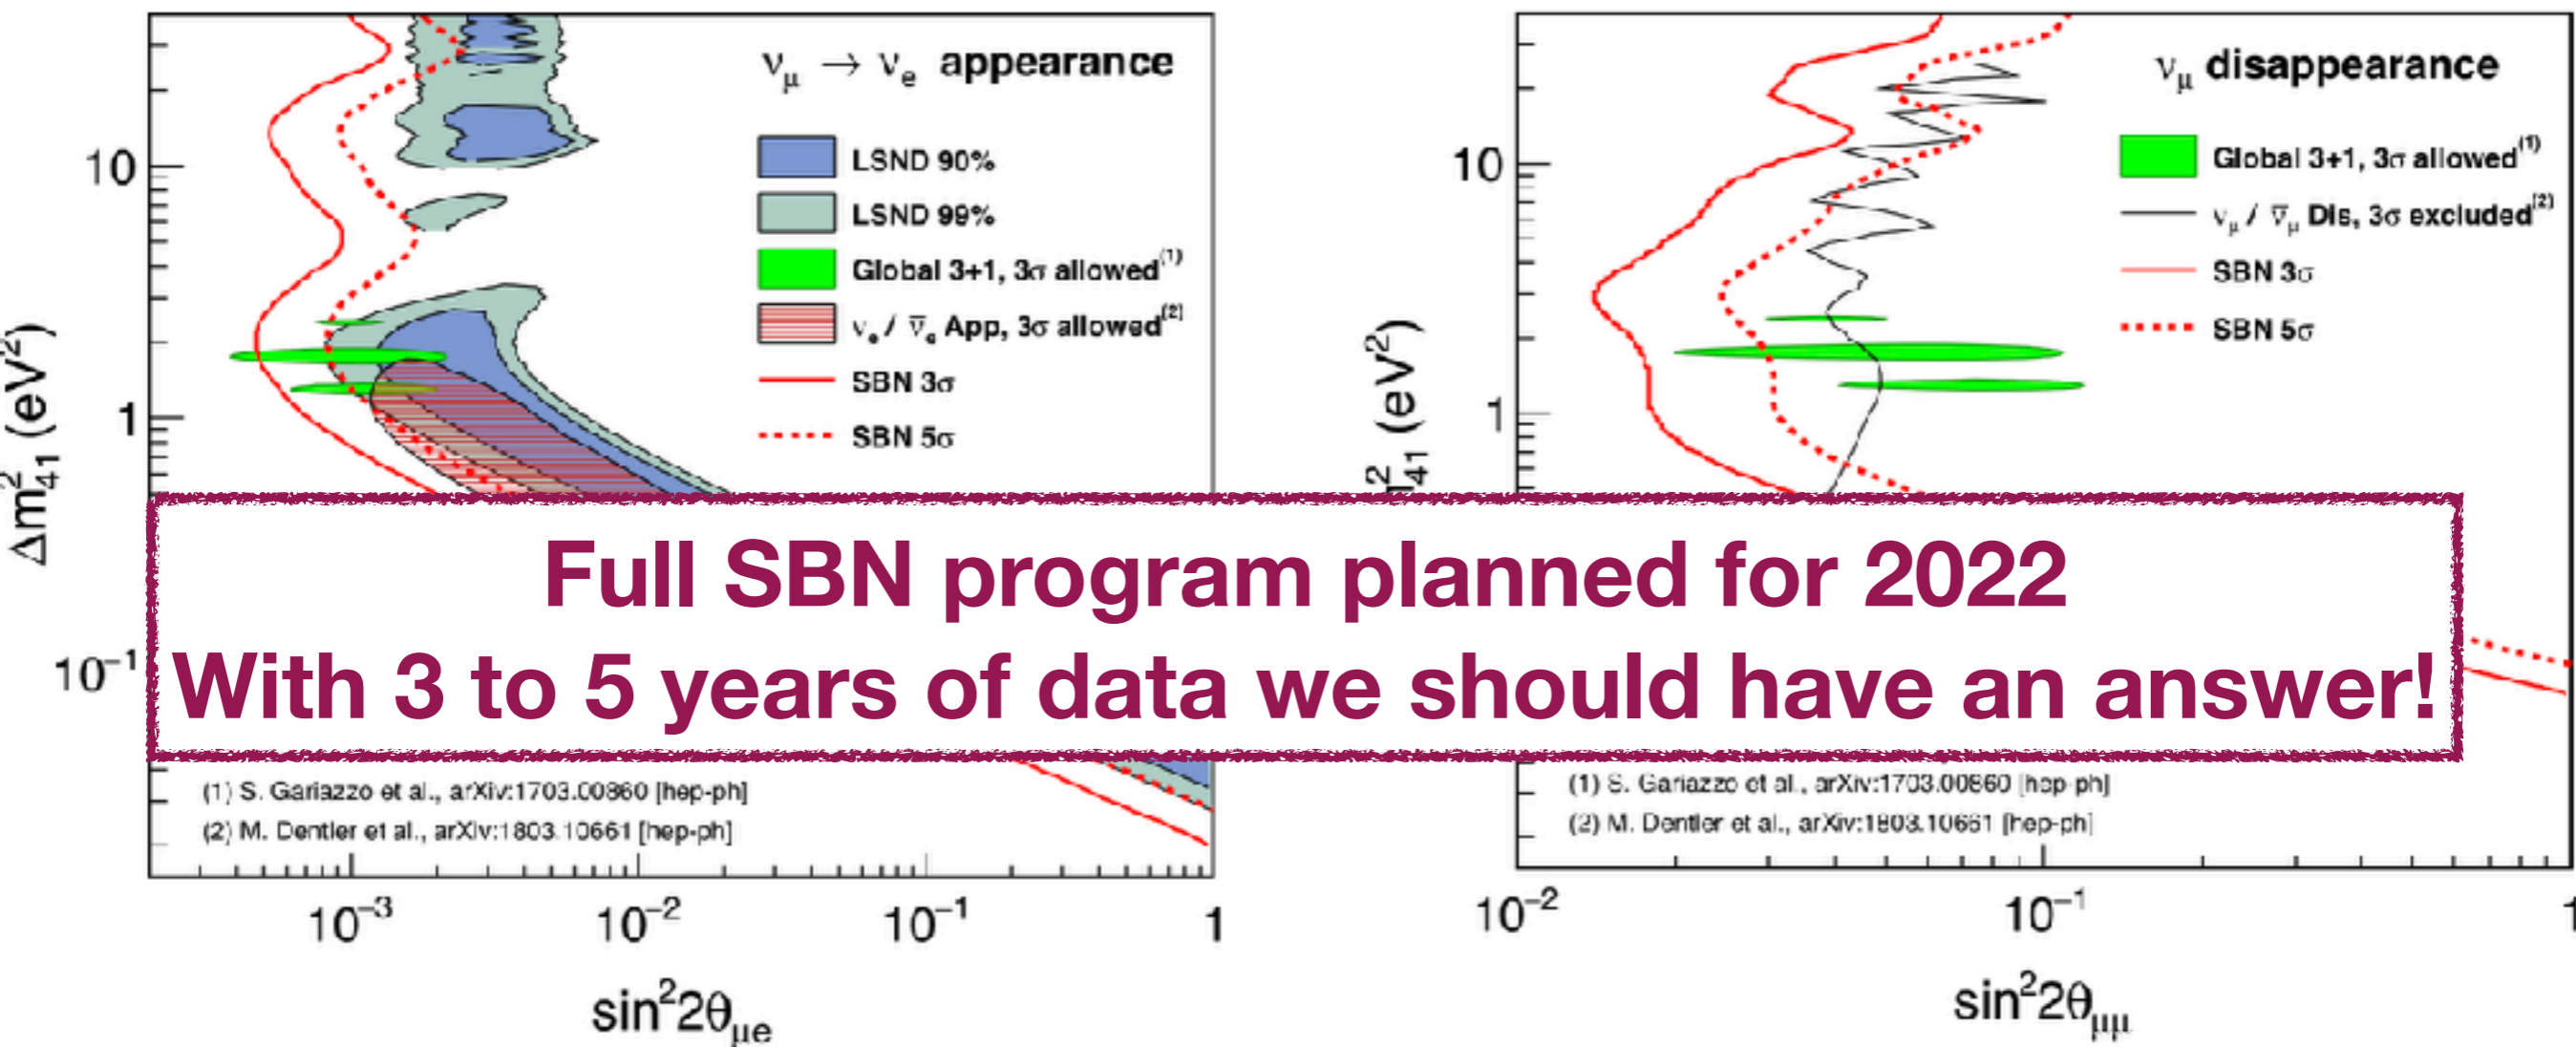 νμ → νe appearance
LSND 90%
LSND 99%
Global 3+1, 3σ allowed(1)
νe / ν̅e App, 3σ allowed(2)
SBN 3σ
SBN 5σ
10
1
10⁻¹
Δm²41 (eV²)
(1) S. Gariazzo et al., arXiv:1703.00860 [hep-ph]
(2) M. Dentler et al., arXiv:1803.10661 [hep-ph]
10⁻³ 10⁻² 10⁻¹ 1
sin²2θμe
νμ disappearance
Global 3+1, 3σ allowed(1)
νμ / ν̅μ Dis, 3σ excluded(2)
SBN 3σ
SBN 5σ
10
1
²41 (eV²)
(1) S. Gariazzo et al., arXiv:1703.00860 [hep-ph]
(2) M. Dentler et al., arXiv:1803.10661 [hep-ph]
10⁻² 10⁻¹ 1
sin²2θμμ
Full SBN program planned for 2022
With 3 to 5 years of data we should have an answer!